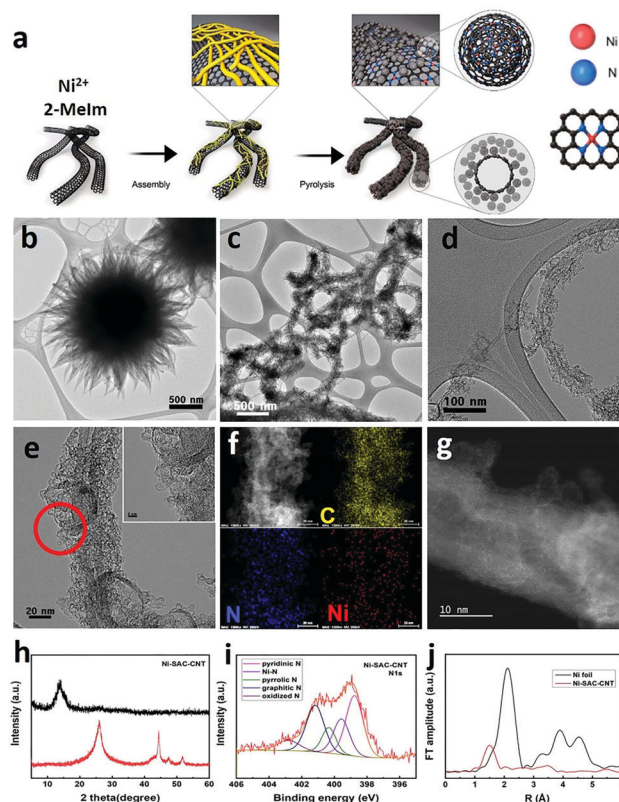 a
Ni2+
2-MeIm
Assembly
Pyrolysis
Ni
N
b
500 nm
c
500 nm
d
100 nm
e
20 nm
f
C
N
Ni
g
10 nm
h
Ni-SAC-CNT
Intensity (a.u.)
0 10 20 30 40 50 60
2 theta(degree)
i
pyridinic N
Ni-N
pyrrolic N
graphitic N
oxidized N
Ni-SAC-CNT
N1s
Intensity (a.u.)
406 404 402 400 398 396 395
Binding energy (eV)
j
Ni foil
Ni-SAC-CNT
FT amplitude (a.u.)
0 1 2 3 4 5
R (Å)